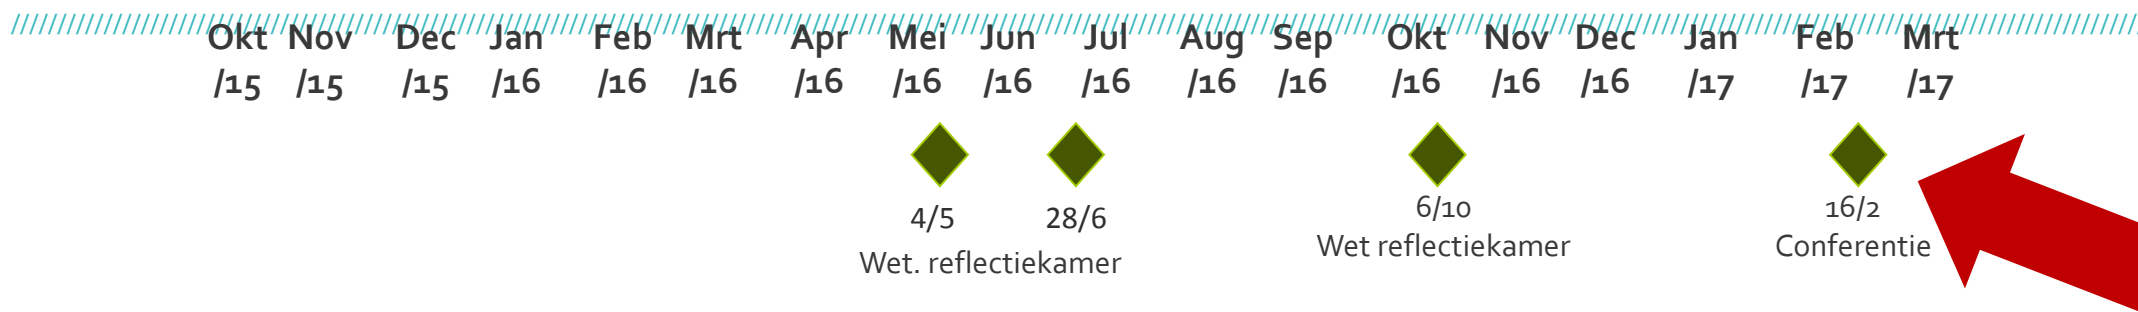 Okt Nov Dec Jan Feb Mrt Apr Mei Jun Jul Aug Sep Okt Nov Dec Jan Feb Mrt
/15 /15 /15 /16 /16 /16 /16 /16 /16 /16 /16 /16 /16 /16 /16 /17 /17 /17
4/5 28/6 6/10 16/2
Wet. reflectiekamer Wet reflectiekamer Conferentie